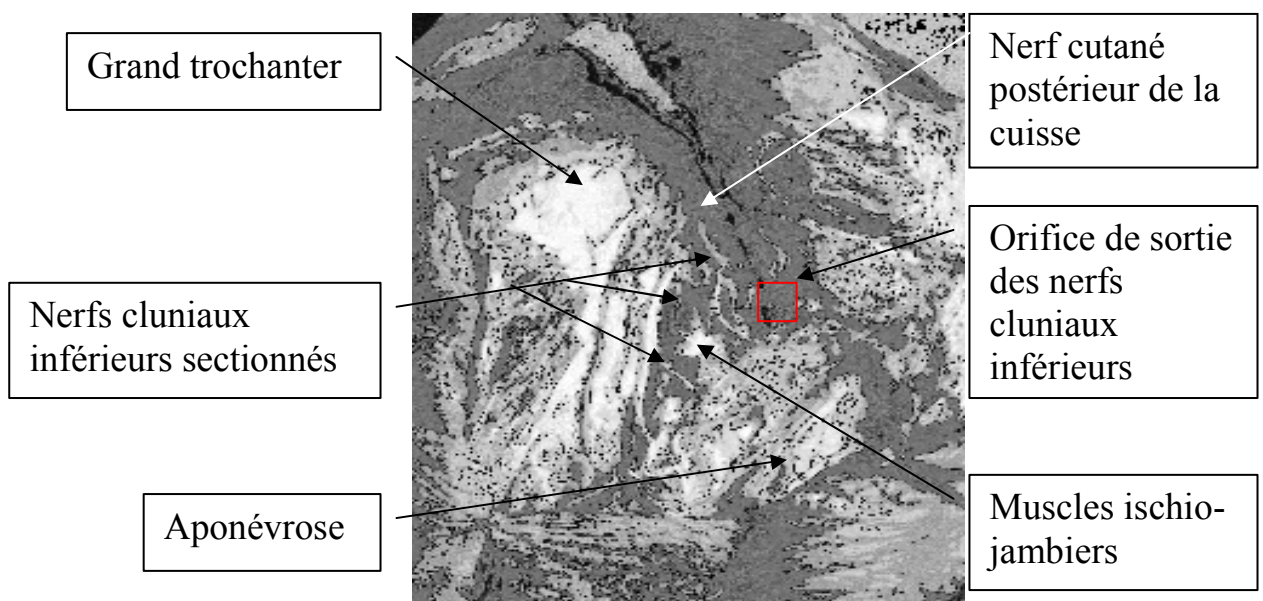 Grand trochanter
Nerfs cluniaux
inférieurs sectionnés
Aponévrose
Nerf cutané
postérieur de la
cuisse
Orifice de sortie
des nerfs
cluniaux
inférieurs
Muscles ischio-
jambiers